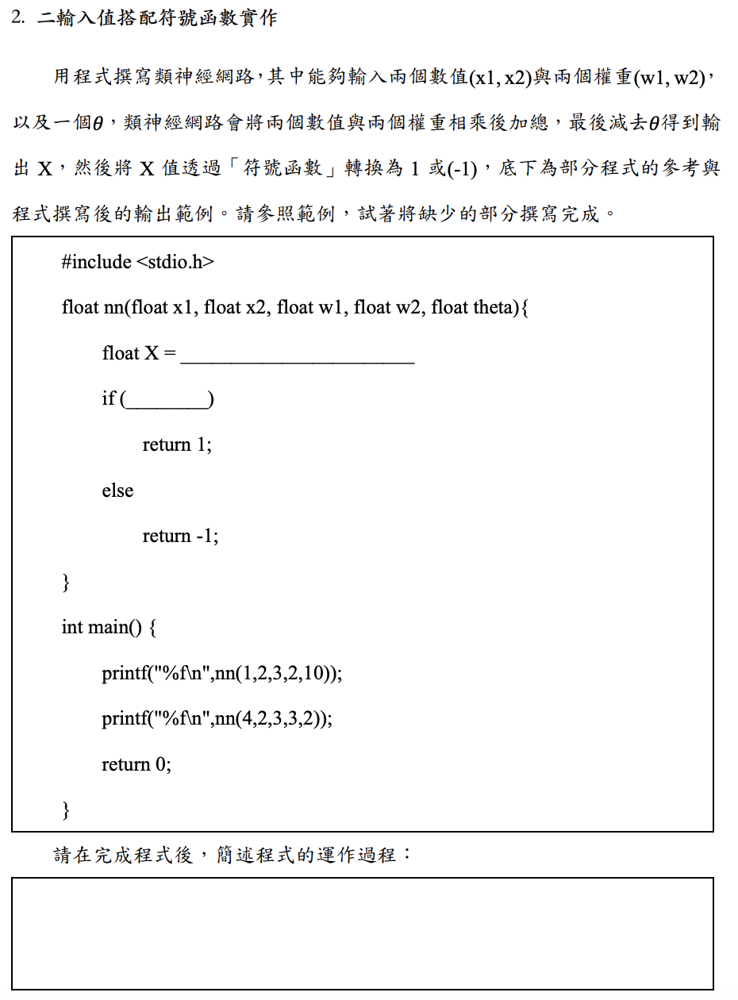 2. 二輸入值搭配符號函數實作
用程式撰寫類神經網路，其中能夠輸入兩個數值(x1, x2)與兩個權重(w1, w2)，
以及一個θ，類神經網路會將兩個數值與兩個權重相乘後加總，最後減去θ得到輸
出 X，然後將 X 值透過「符號函數」轉換為 1 或(-1)，底下為部分程式的參考與
程式撰寫後的輸出範例。請參照範例，試著將缺少的部分撰寫完成。
#include <stdio.h>
float nn(float x1, float x2, float w1, float w2, float theta){
float X = _______________________
if (________)
return 1;
else
return -1;
}
int main() {
printf("%f\n",nn(1,2,3,2,10));
printf("%f\n",nn(4,2,3,3,2));
return 0;
}
請在完成程式後，簡述程式的運作過程：